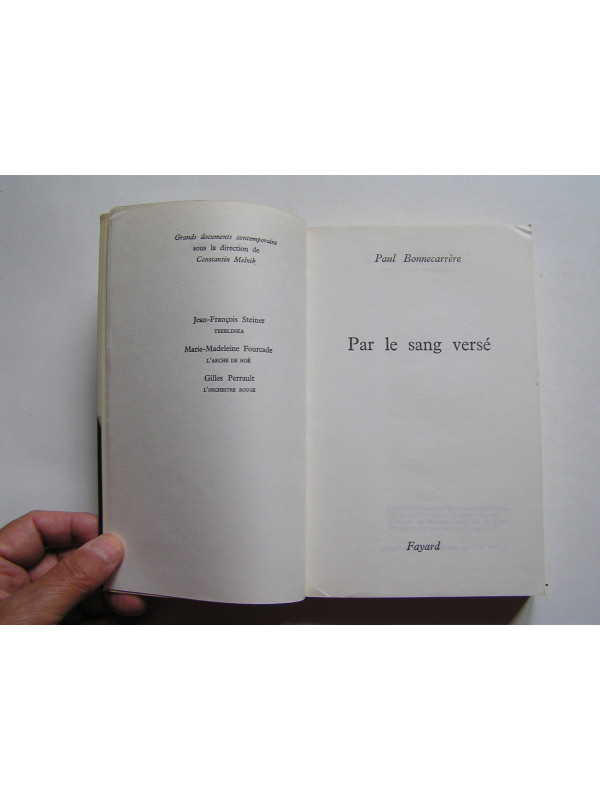 Grands documents contemporains
sous la direction de
Constantin Melnik
Jean-François Steiner
TREBLINKA
Marie-Madeleine Fourcade
L'ARCHE DE NOÉ
Gilles Perrault
L'ORCHESTRE ROUGE
Paul Bonnecarrère
Par le sang versé
Fayard